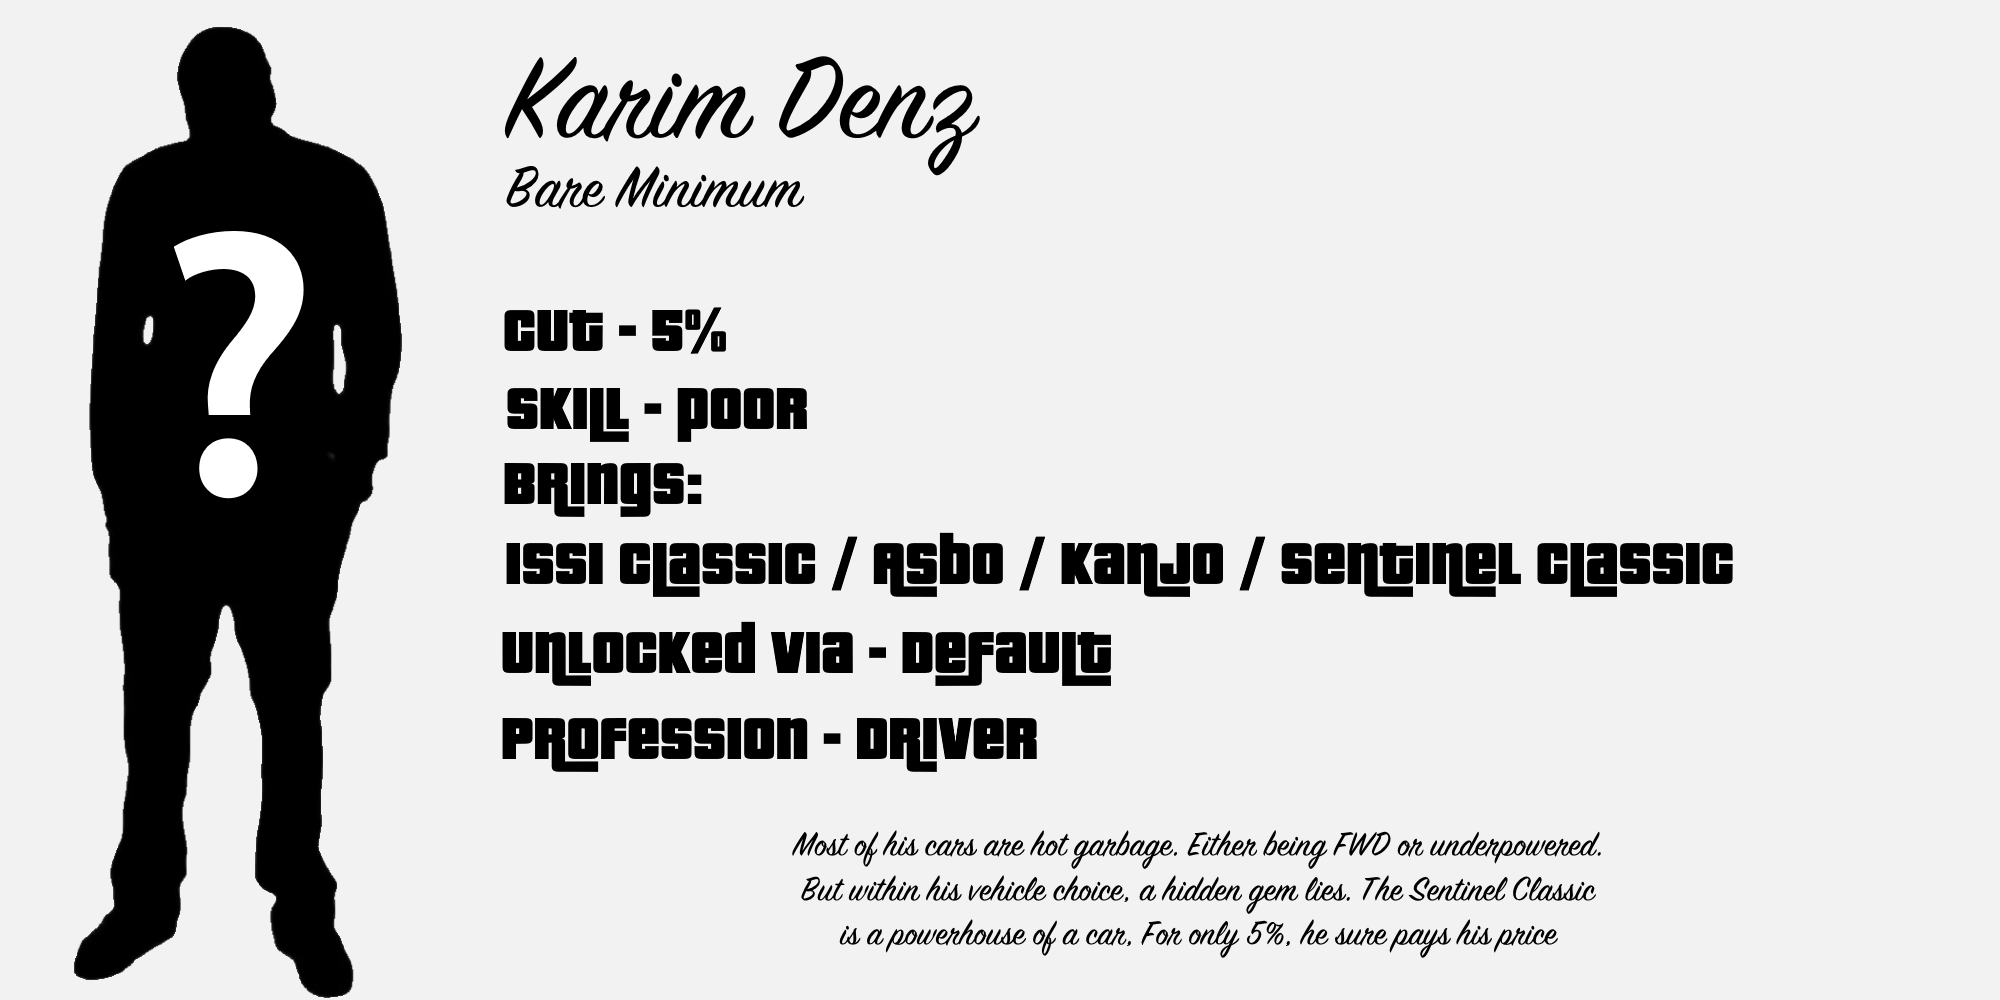 ?
Karim Denz
Bare Minimum
Cut - 5%
Skill - Poor
Brings:
Issi Classic / Asbo / Kanjo / Sentinel Classic
Unlocked via - Default
Profession - Driver
Most of his cars are hot garbage. Either being FWD or underpowered.
But within his vehicle choice, a hidden gem lies. The Sentinel Classic
is a powerhouse of a car, For only 5%, he sure pays his price